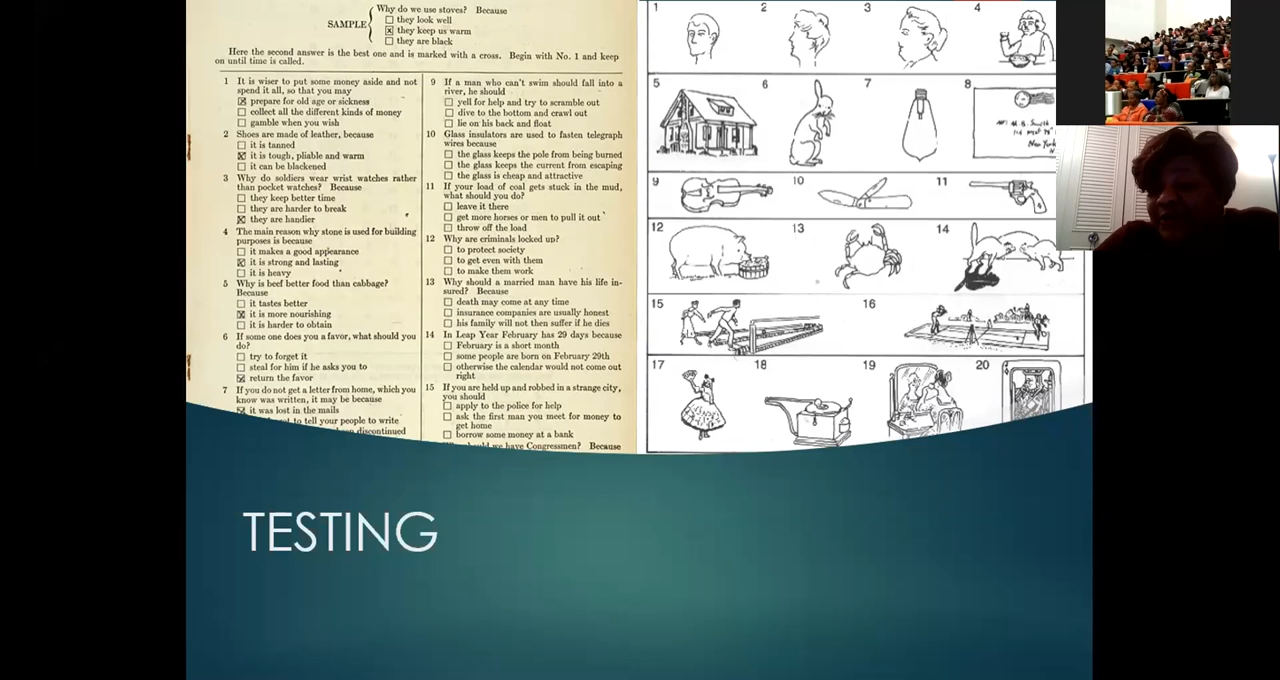 Why do we use stoves? Because
SAMPLE
they look well
they keep us warm
they are black
Here the second answer is the best one and is marked with a cross. Begin with No. 1 and keep
on until time is called.
1 It is wiser to put some money aside and not
spend it all, so that you may
prepare for old age or sickness
collect all the different kinds of money
gamble when you wish
2 Shoes are made of leather, because
it is tanned
it is tough, pliable and warm
it can be blackened
3 Why do soldiers wear wrist watches rather
than pocket watches? Because
they keep better time
they are harder to break
they are handier
4 The main reason why stone is used for building
purposes is because
it makes a good appearance
it is strong and lasting
it is heavy
5 Why is beef better food than cabbage?
Because
it tastes better
it is more nourishing
it is harder to obtain
6 If some one does you a favor, what should you
do?
try to forget it
steal for him if he asks you to
return the favor
7 If you do not get a letter from home, which you
know was written, it may be because
it was lost in the mails
to tell your people to write
discontinued
9 If a man who can't swim should fall into a
river, he should
yell for help and try to scramble out
dive to the bottom and crawl out
lie on his back and float
10 Glass insulators are used to fasten telegraph
wires because
the glass keeps the pole from being burned
the glass keeps the current from escaping
the glass is cheap and attractive
11 If your load of coal gets stuck in the mud,
what should you do?
leave it there
get more horses or men to pull it out
throw off the load
12 Why are criminals locked up?
to protect society
to get even with them
to make them work
13 Why should a married man have his life in-
sured? Because
death may come at any time
insurance companies are usually honest
his family will not then suffer if he dies
14 In Leap Year February has 29 days because
February is a short month
some people are born on February 29th
otherwise the calendar would not come out
right
15 If you are held up and robbed in a strange city,
you should
apply to the police for help
ask the first man you meet for money to
get home
borrow some money at a bank
should we have Congressmen? Because
1 2 3 4
5 6 7 8
New York
9 10 11
12 13 14
15 16
17 18 19 20
TESTING